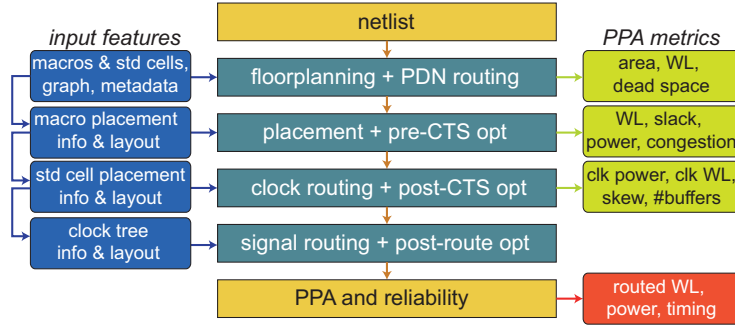 netlist
input features
PPA metrics
macros & std cells,
graph, metadata
floorplanning + PDN routing
area, WL,
dead space
macro placement
info & layout
placement + pre-CTS opt
WL, slack,
power, congestion
std cell placement
info & layout
clock routing + post-CTS opt
clk power, clk WL,
skew, #buffers
clock tree
info & layout
signal routing + post-route opt
PPA and reliability
routed WL,
power, timing